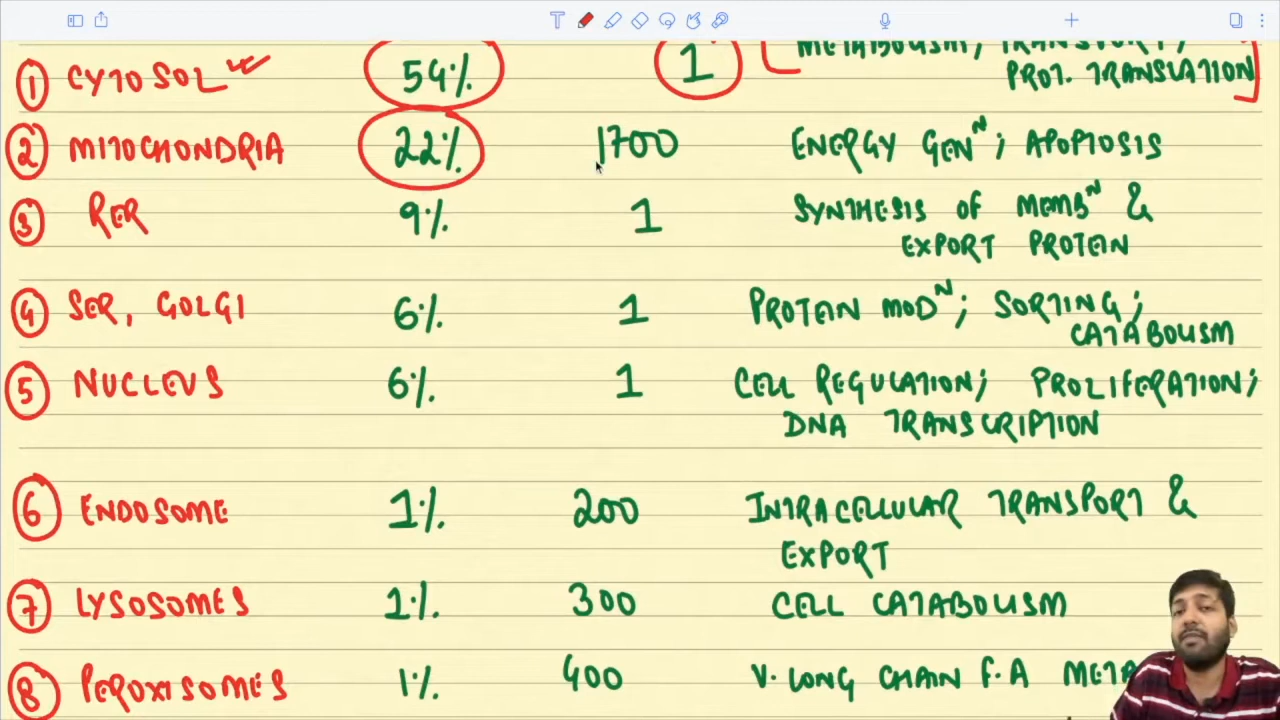 METABOLISM; TRANSPORT;
① CYTOSOL 54% 1 PROT. TRANSLATION
② MITOCHONDRIA 22% 1700 ENERGY GENᴺ; APOPTOSIS
③ RER 9% 1 SYNTHESIS OF MEMBᴺ &
EXPORT PROTEIN
④ SER, GOLGI 6% 1 PROTEIN MODᴺ; SORTING;
CATABOLISM
⑤ NUCLEUS 6% 1 CELL REGULATION; PROLIFERATION;
DNA TRANSCRIPTION
⑥ ENDOSOME 1% 200 INTRACELLULAR TRANSPORT &
EXPORT
⑦ LYSOSOMES 1% 300 CELL CATABOLISM
⑧ PEROXISOMES 1% 400 V. LONG CHAIN F.A META